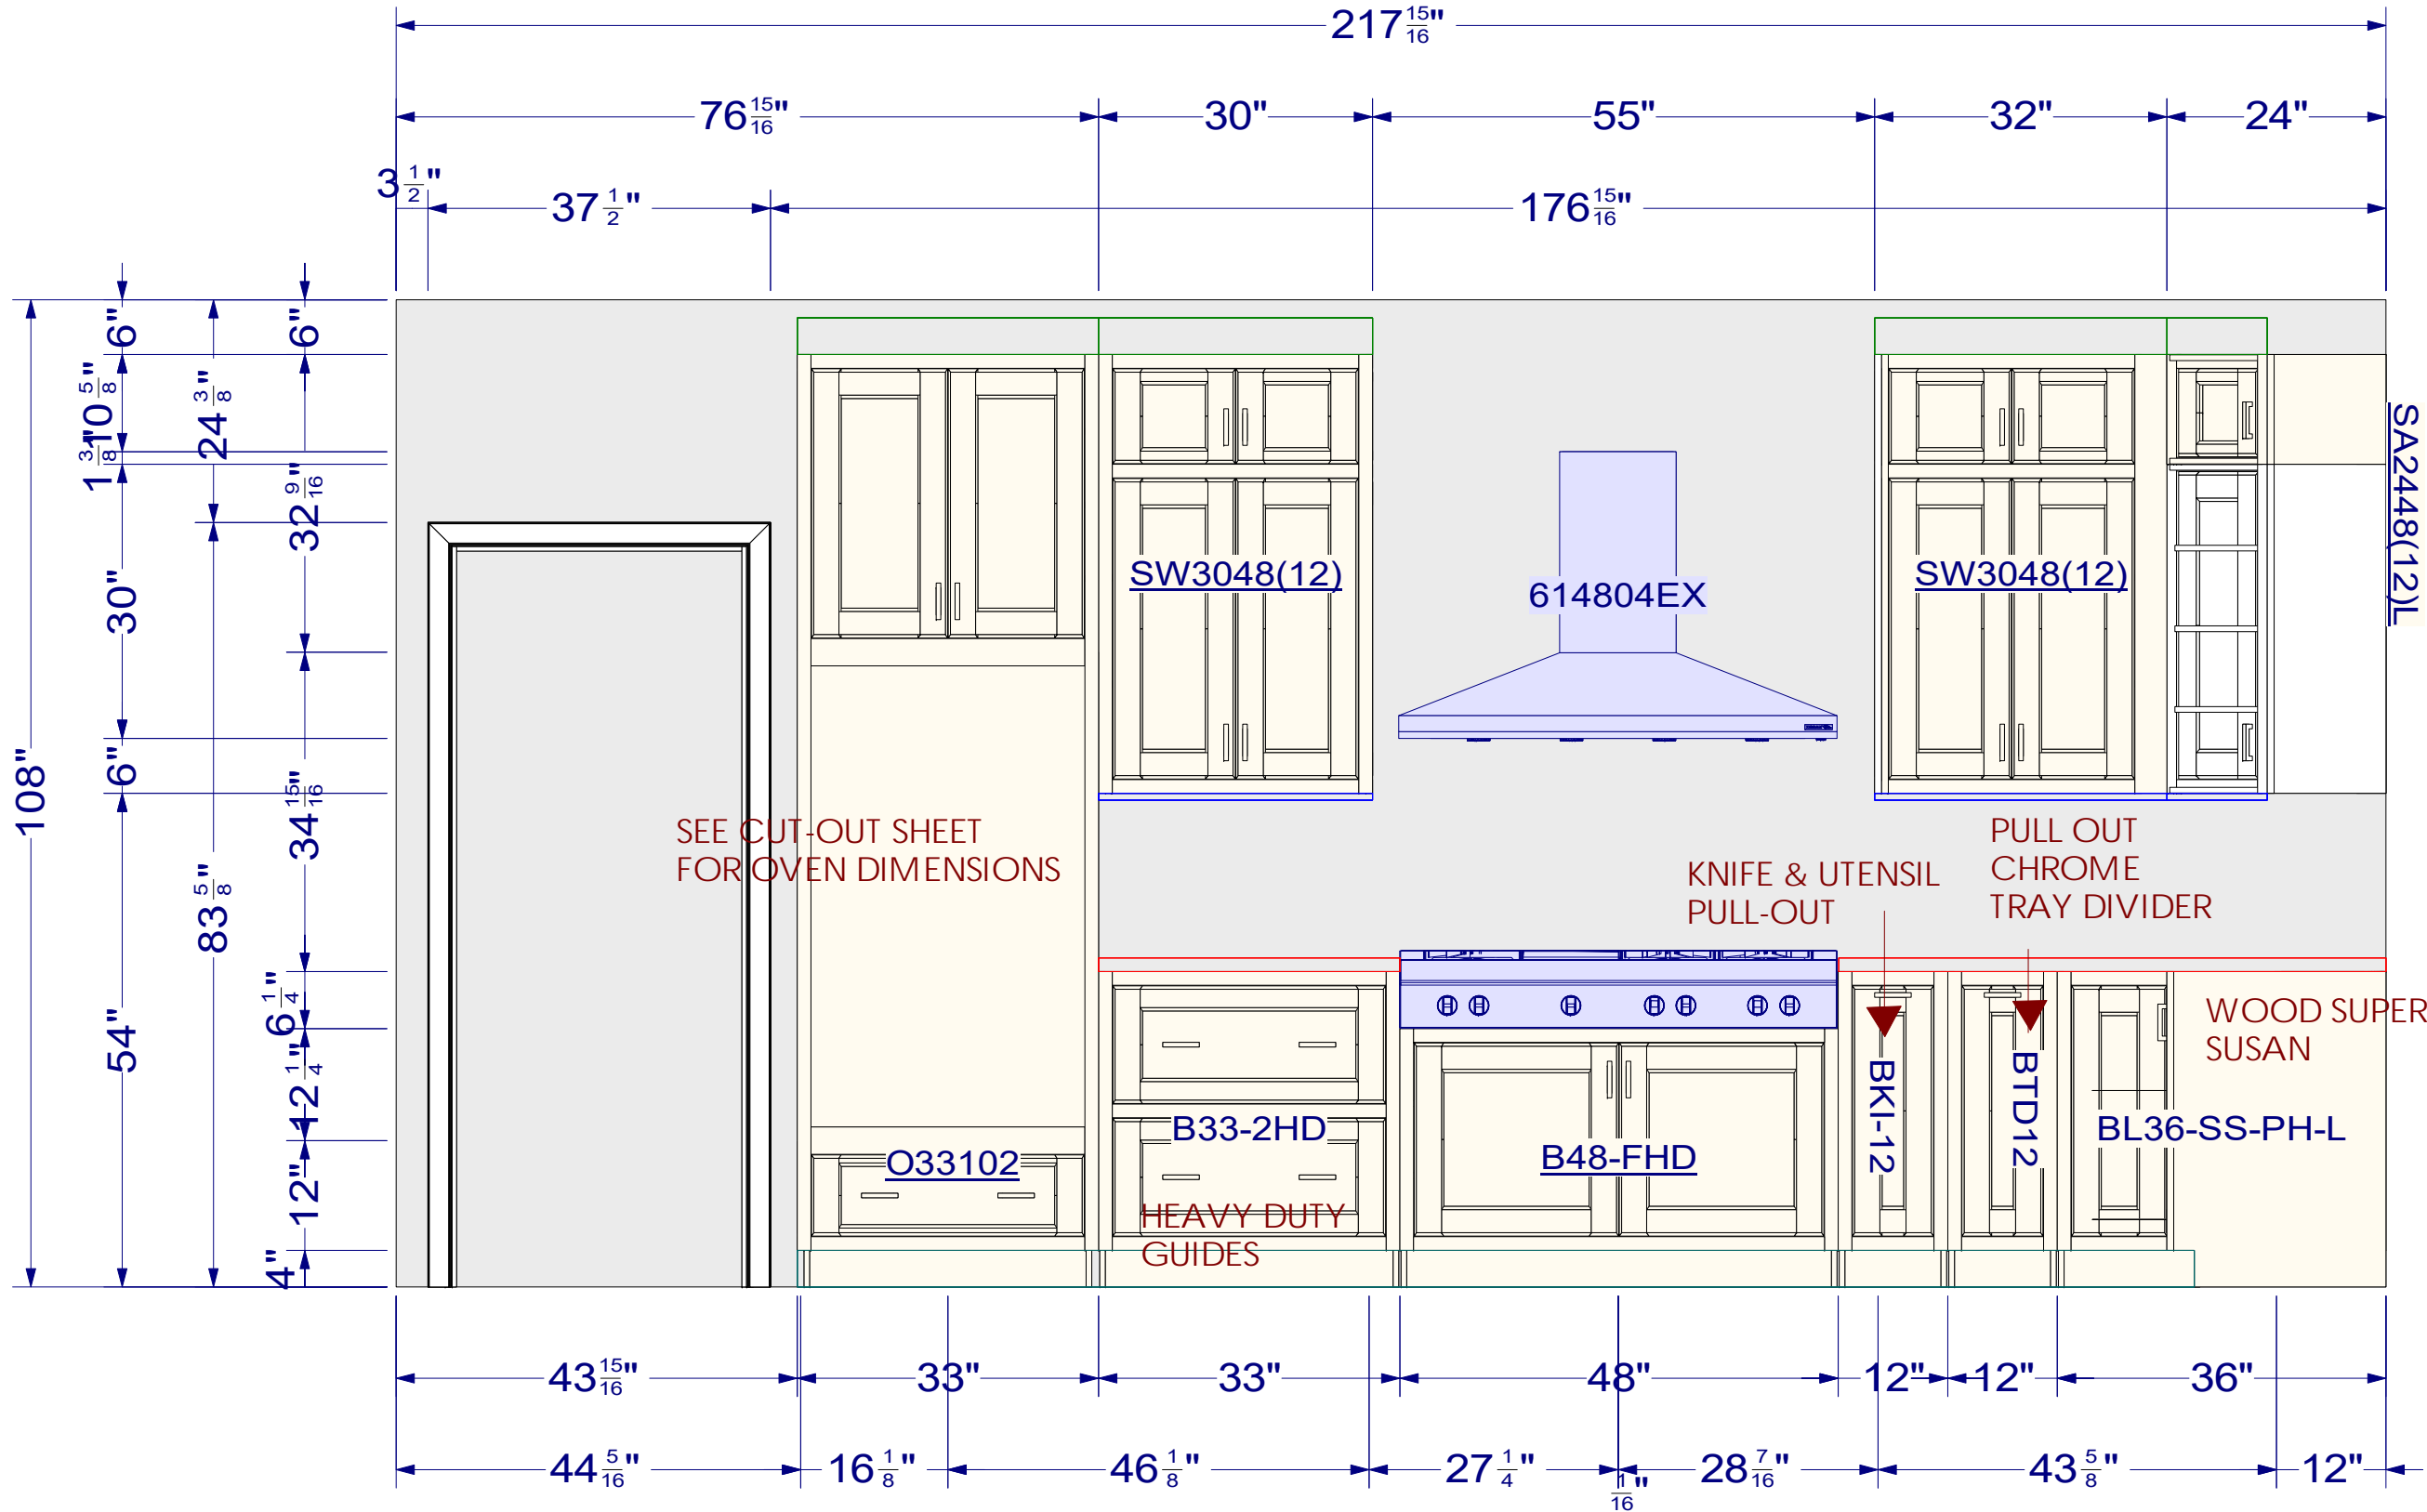 217 15/16"
76 15/16"
30"
55"
32"
24"
3 1/2"
37 1/2"
176 15/16"
6"
6"
10 5/8"
24 3/8"
1 3/8"
32 9/16"
30"
6"
108"
34 15/16"
83 5/8"
54"
6 1/4"
12 1/4"
12"
4"
SW3048(12)
614804EX
SW3048(12)
SA2448(12)L
SEE CUT-OUT SHEET
FOR OVEN DIMENSIONS
KNIFE & UTENSIL
PULL-OUT
PULL OUT
CHROME
TRAY DIVIDER
WOOD SUPER
SUSAN
O33102
B33-2HD
HEAVY DUTY
GUIDES
B48-FHD
BKI-12
BTD12
BL36-SS-PH-L
43 15/16"
33"
33"
48"
12"
12"
36"
44 5/16"
16 1/8"
46 1/8"
27 1/4"
1/16"
28 7/16"
43 5/8"
12"